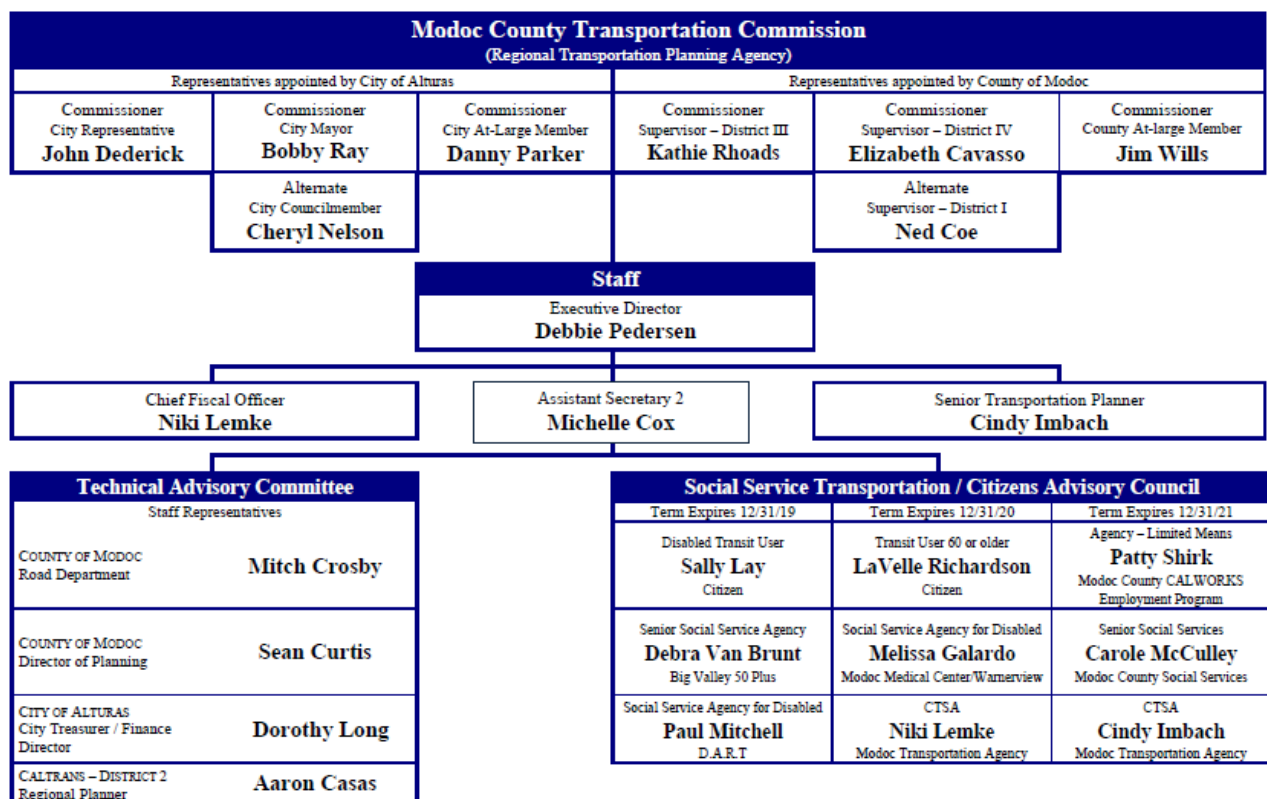 Modoc County Transportation Commission
(Regional Transportation Planning Agency)
Representatives appointed by City of Alturas
Representatives appointed by County of Modoc
Commissioner
City Representative
John Dederick
Commissioner
City Mayor
Bobby Ray
Commissioner
City At-Large Member
Danny Parker
Commissioner
Supervisor – District III
Kathie Rhoads
Commissioner
Supervisor – District IV
Elizabeth Cavasso
Commissioner
County At-large Member
Jim Wills
Alternate
City Councilmember
Cheryl Nelson
Alternate
Supervisor – District I
Ned Coe
Staff
Executive Director
Debbie Pedersen
Chief Fiscal Officer
Niki Lemke
Assistant Secretary 2
Michelle Cox
Senior Transportation Planner
Cindy Imbach
Technical Advisory Committee
Staff Representatives
COUNTY OF MODOC
Road Department
Mitch Crosby
COUNTY OF MODOC
Director of Planning
Sean Curtis
CITY OF ALTURAS
City Treasurer / Finance
Director
Dorothy Long
CALTRANS – DISTRICT 2
Regional Planner
Aaron Casas
Social Service Transportation / Citizens Advisory Council
Term Expires 12/31/19
Term Expires 12/31/20
Term Expires 12/31/21
Disabled Transit User
Sally Lay
Citizen
Transit User 60 or older
LaVelle Richardson
Citizen
Agency – Limited Means
Patty Shirk
Modoc County CALWORKS
Employment Program
Senior Social Service Agency
Debra Van Brunt
Big Valley 50 Plus
Social Service Agency for Disabled
Melissa Galardo
Modoc Medical Center/Warnerview
Senior Social Services
Carole McCulley
Modoc County Social Services
Social Service Agency for Disabled
Paul Mitchell
D.A.R.T
CTSA
Niki Lemke
Modoc Transportation Agency
CTSA
Cindy Imbach
Modoc Transportation Agency